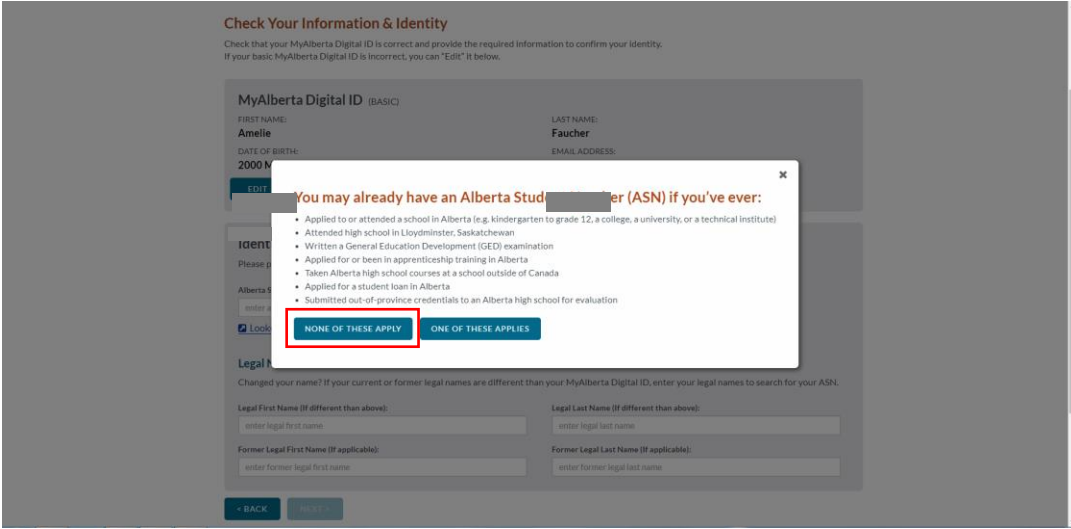 Check Your Information & Identity
Check that your MyAlberta Digital ID is correct and provide the required information to confirm your identity.
If your basic MyAlberta Digital ID is incorrect, you can "Edit" it below.
MyAlberta Digital ID (BASIC)
FIRST NAME: LAST NAME:
Amelie Faucher
DATE OF BIRTH: EMAIL ADDRESS:
2000 M
EDIT
You may already have an Alberta Stud er (ASN) if you've ever:
• Applied to or attended a school in Alberta (e.g. kindergarten to grade 12, a college, a university, or a technical institute)
• Attended high school in Lloydminster, Saskatchewan
• Written a General Education Development (GED) examination
• Applied for or been in apprenticeship training in Alberta
• Taken Alberta high school courses at a school outside of Canada
• Applied for a student loan in Alberta
• Submitted out-of-province credentials to an Alberta high school for evaluation
NONE OF THESE APPLY ONE OF THESE APPLIES
Ident
Please p
Alberta S
enter a
Look
Legal N
Changed your name? If your current or former legal names are different than your MyAlberta Digital ID, enter your legal names to search for your ASN.
Legal First Name (If different than above): Legal Last Name (If different than above):
enter legal first name enter legal last name
Former Legal First Name (If applicable): Former Legal Last Name (If applicable):
enter former legal first name enter former legal last name
< BACK NEXT >